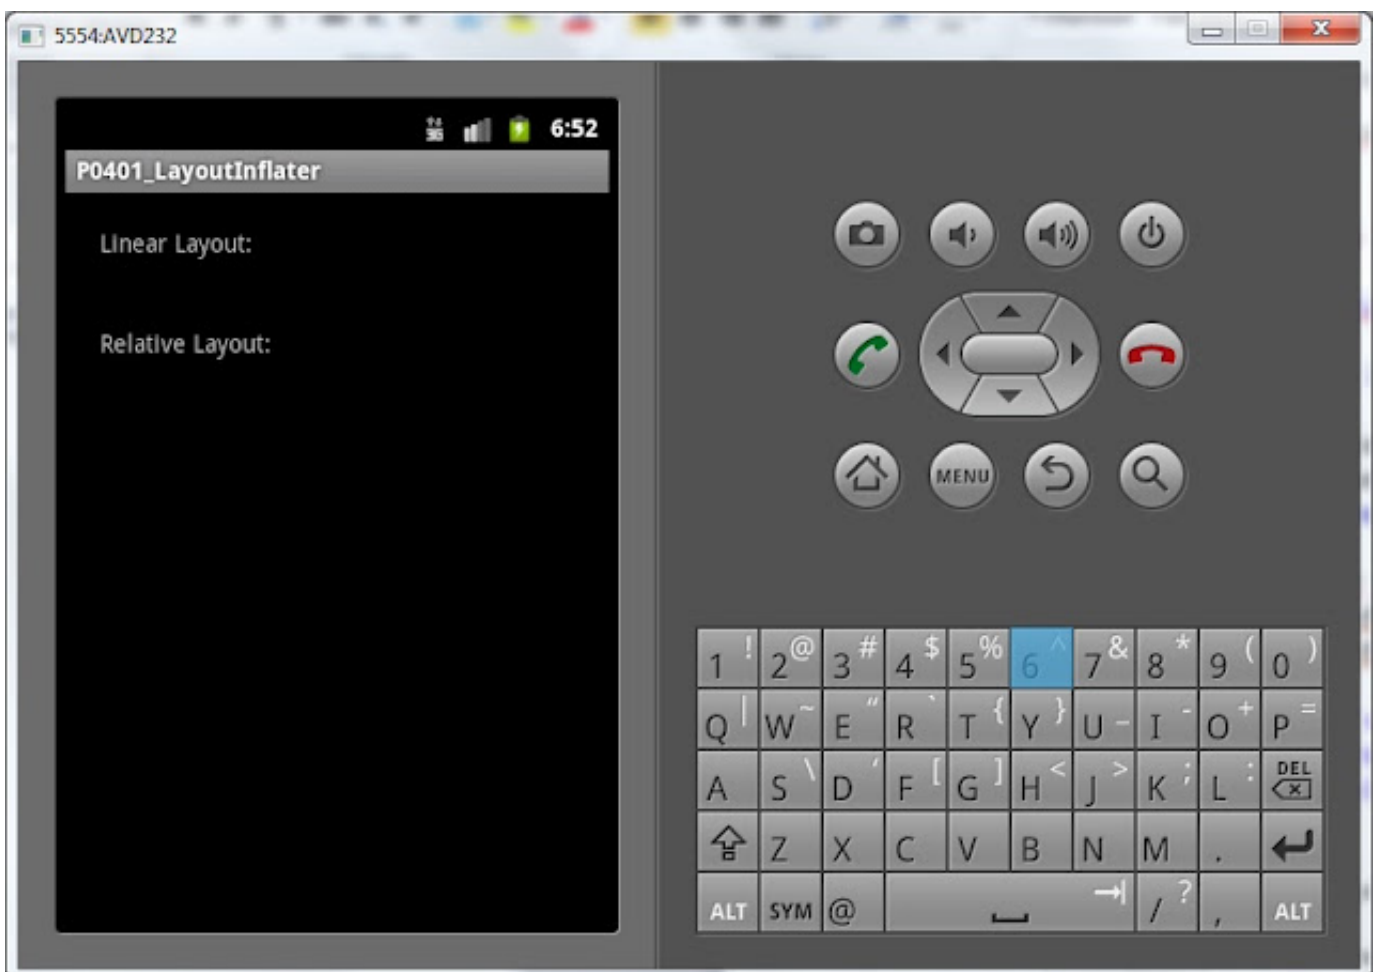 5554:AVD232
3G 6:52
P0401_LayoutInflater
Linear Layout:
Relative Layout:
MENU
1 ! 2 @ 3 # 4 $ 5 % 6 ^ 7 & 8 * 9 ( 0 )
Q | W ~ E " R ` T { Y } U _ I - O + P =
A S \ D ' F [ G ] H < J > K ; L : DEL
Z X C V B N M .
ALT SYM @ / ? , ALT